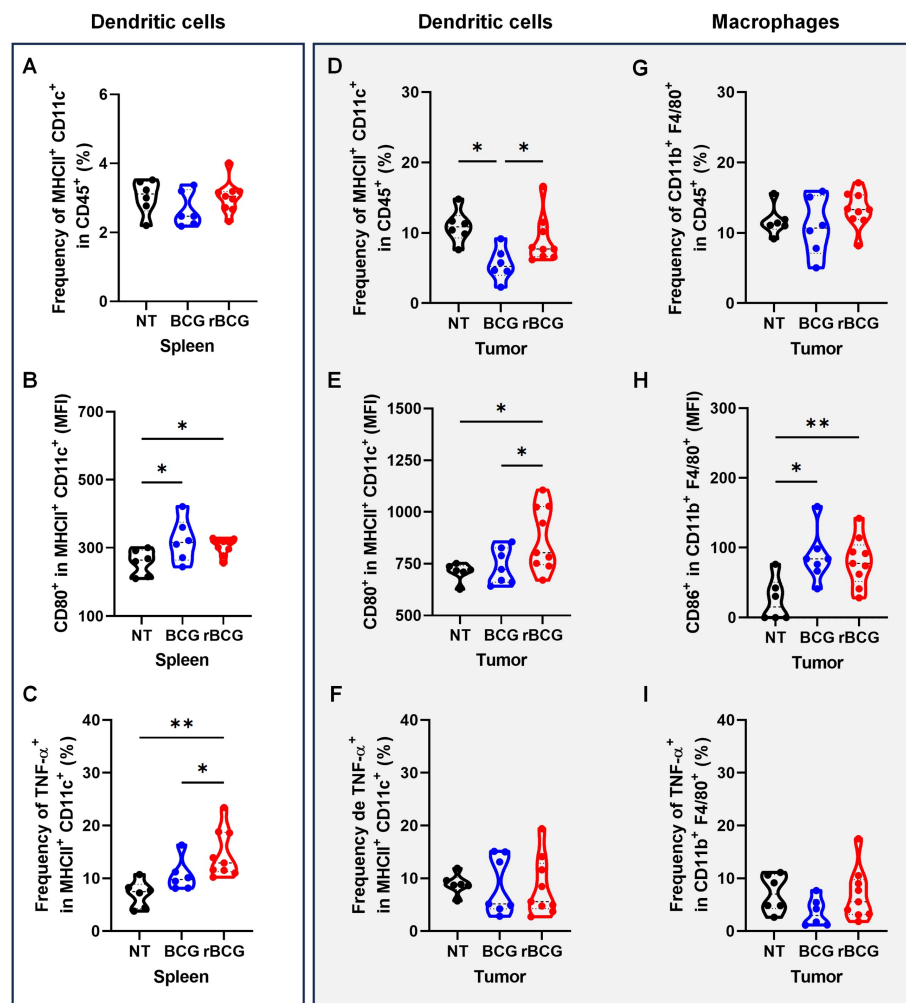 Dendritic cells
Dendritic cells
Macrophages
A
Frequency of MHCII⁺ CD11c⁺
in CD45⁺ (%)
6
4
2
0
NT BCG rBCG
Spleen
D
Frequency of MHCII⁺ CD11c⁺
in CD45⁺ (%)
30
20
10
0
* *
NT BCG rBCG
Tumor
G
Frequency of CD11b⁺ F4/80⁺
in CD45⁺ (%)
30
20
10
0
NT BCG rBCG
Tumor
B
CD80⁺ in MHCII⁺ CD11c⁺ (MFI)
700
500
300
100
*
*
NT BCG rBCG
Spleen
E
CD80⁺ in MHCII⁺ CD11c⁺ (MFI)
1500
1250
1000
750
500
*
*
NT BCG rBCG
Tumor
H
CD86⁺ in CD11b⁺ F4/80⁺ (MFI)
300
200
100
0
**
*
NT BCG rBCG
Tumor
C
Frequency of TNF-α⁺
in MHCII⁺ CD11c⁺ (%)
40
30
20
10
0
**
*
NT BCG rBCG
Spleen
F
Frequency de TNF-α⁺
in MHCII⁺ CD11c⁺ (%)
40
30
20
10
0
NT BCG rBCG
Tumor
I
Frequency of TNF-α⁺
in CD11b⁺ F4/80⁺ (%)
40
30
20
10
0
NT BCG rBCG
Tumor